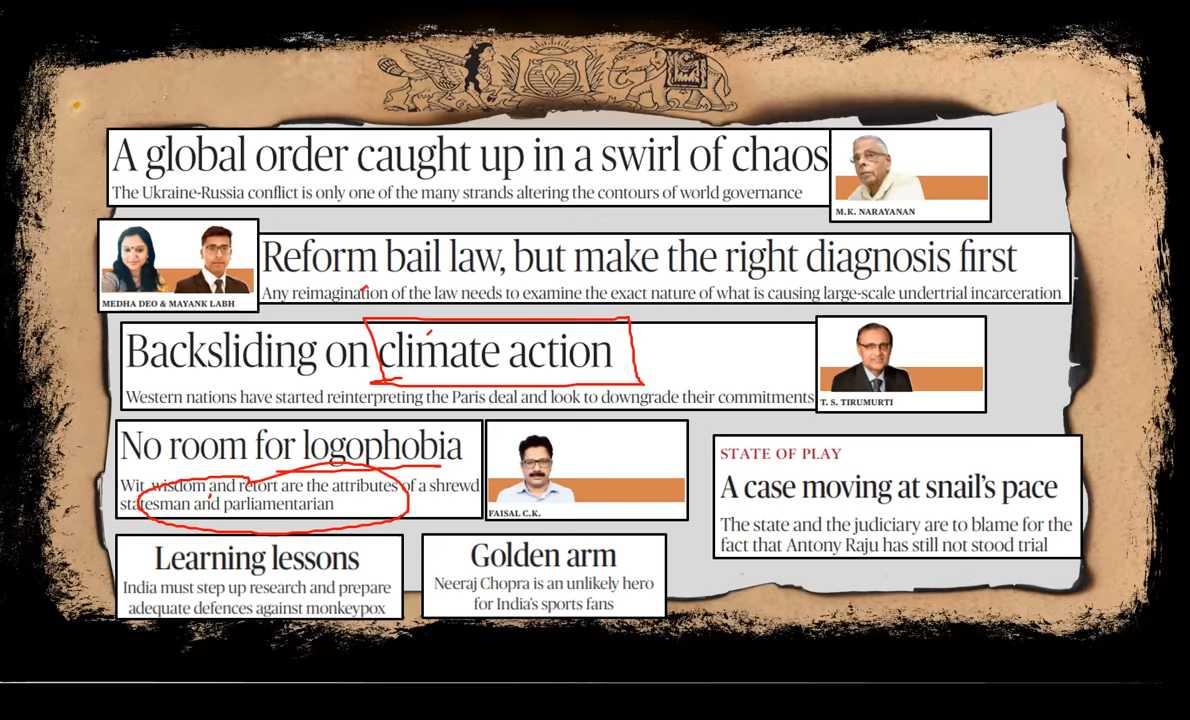 A global order caught up in a swirl of chaos
The Ukraine-Russia conflict is only one of the many strands altering the contours of world governance
M.K. NARAYANAN
Reform bail law, but make the right diagnosis first
Any reimagination of the law needs to examine the exact nature of what is causing large-scale undertrial incarceration
MEDHA DEO & MAYANK LABH
Backsliding on climate action
Western nations have started reinterpreting the Paris deal and look to downgrade their commitments
T. S. TIRUMURTI
No room for logophobia
Wit, wisdom and retort are the attributes of a shrewd
statesman and parliamentarian
FAISAL C.K.
STATE OF PLAY
A case moving at snail's pace
The state and the judiciary are to blame for the
fact that Antony Raju has still not stood trial
Learning lessons
India must step up research and prepare
adequate defences against monkeypox
Golden arm
Neeraj Chopra is an unlikely hero
for India's sports fans